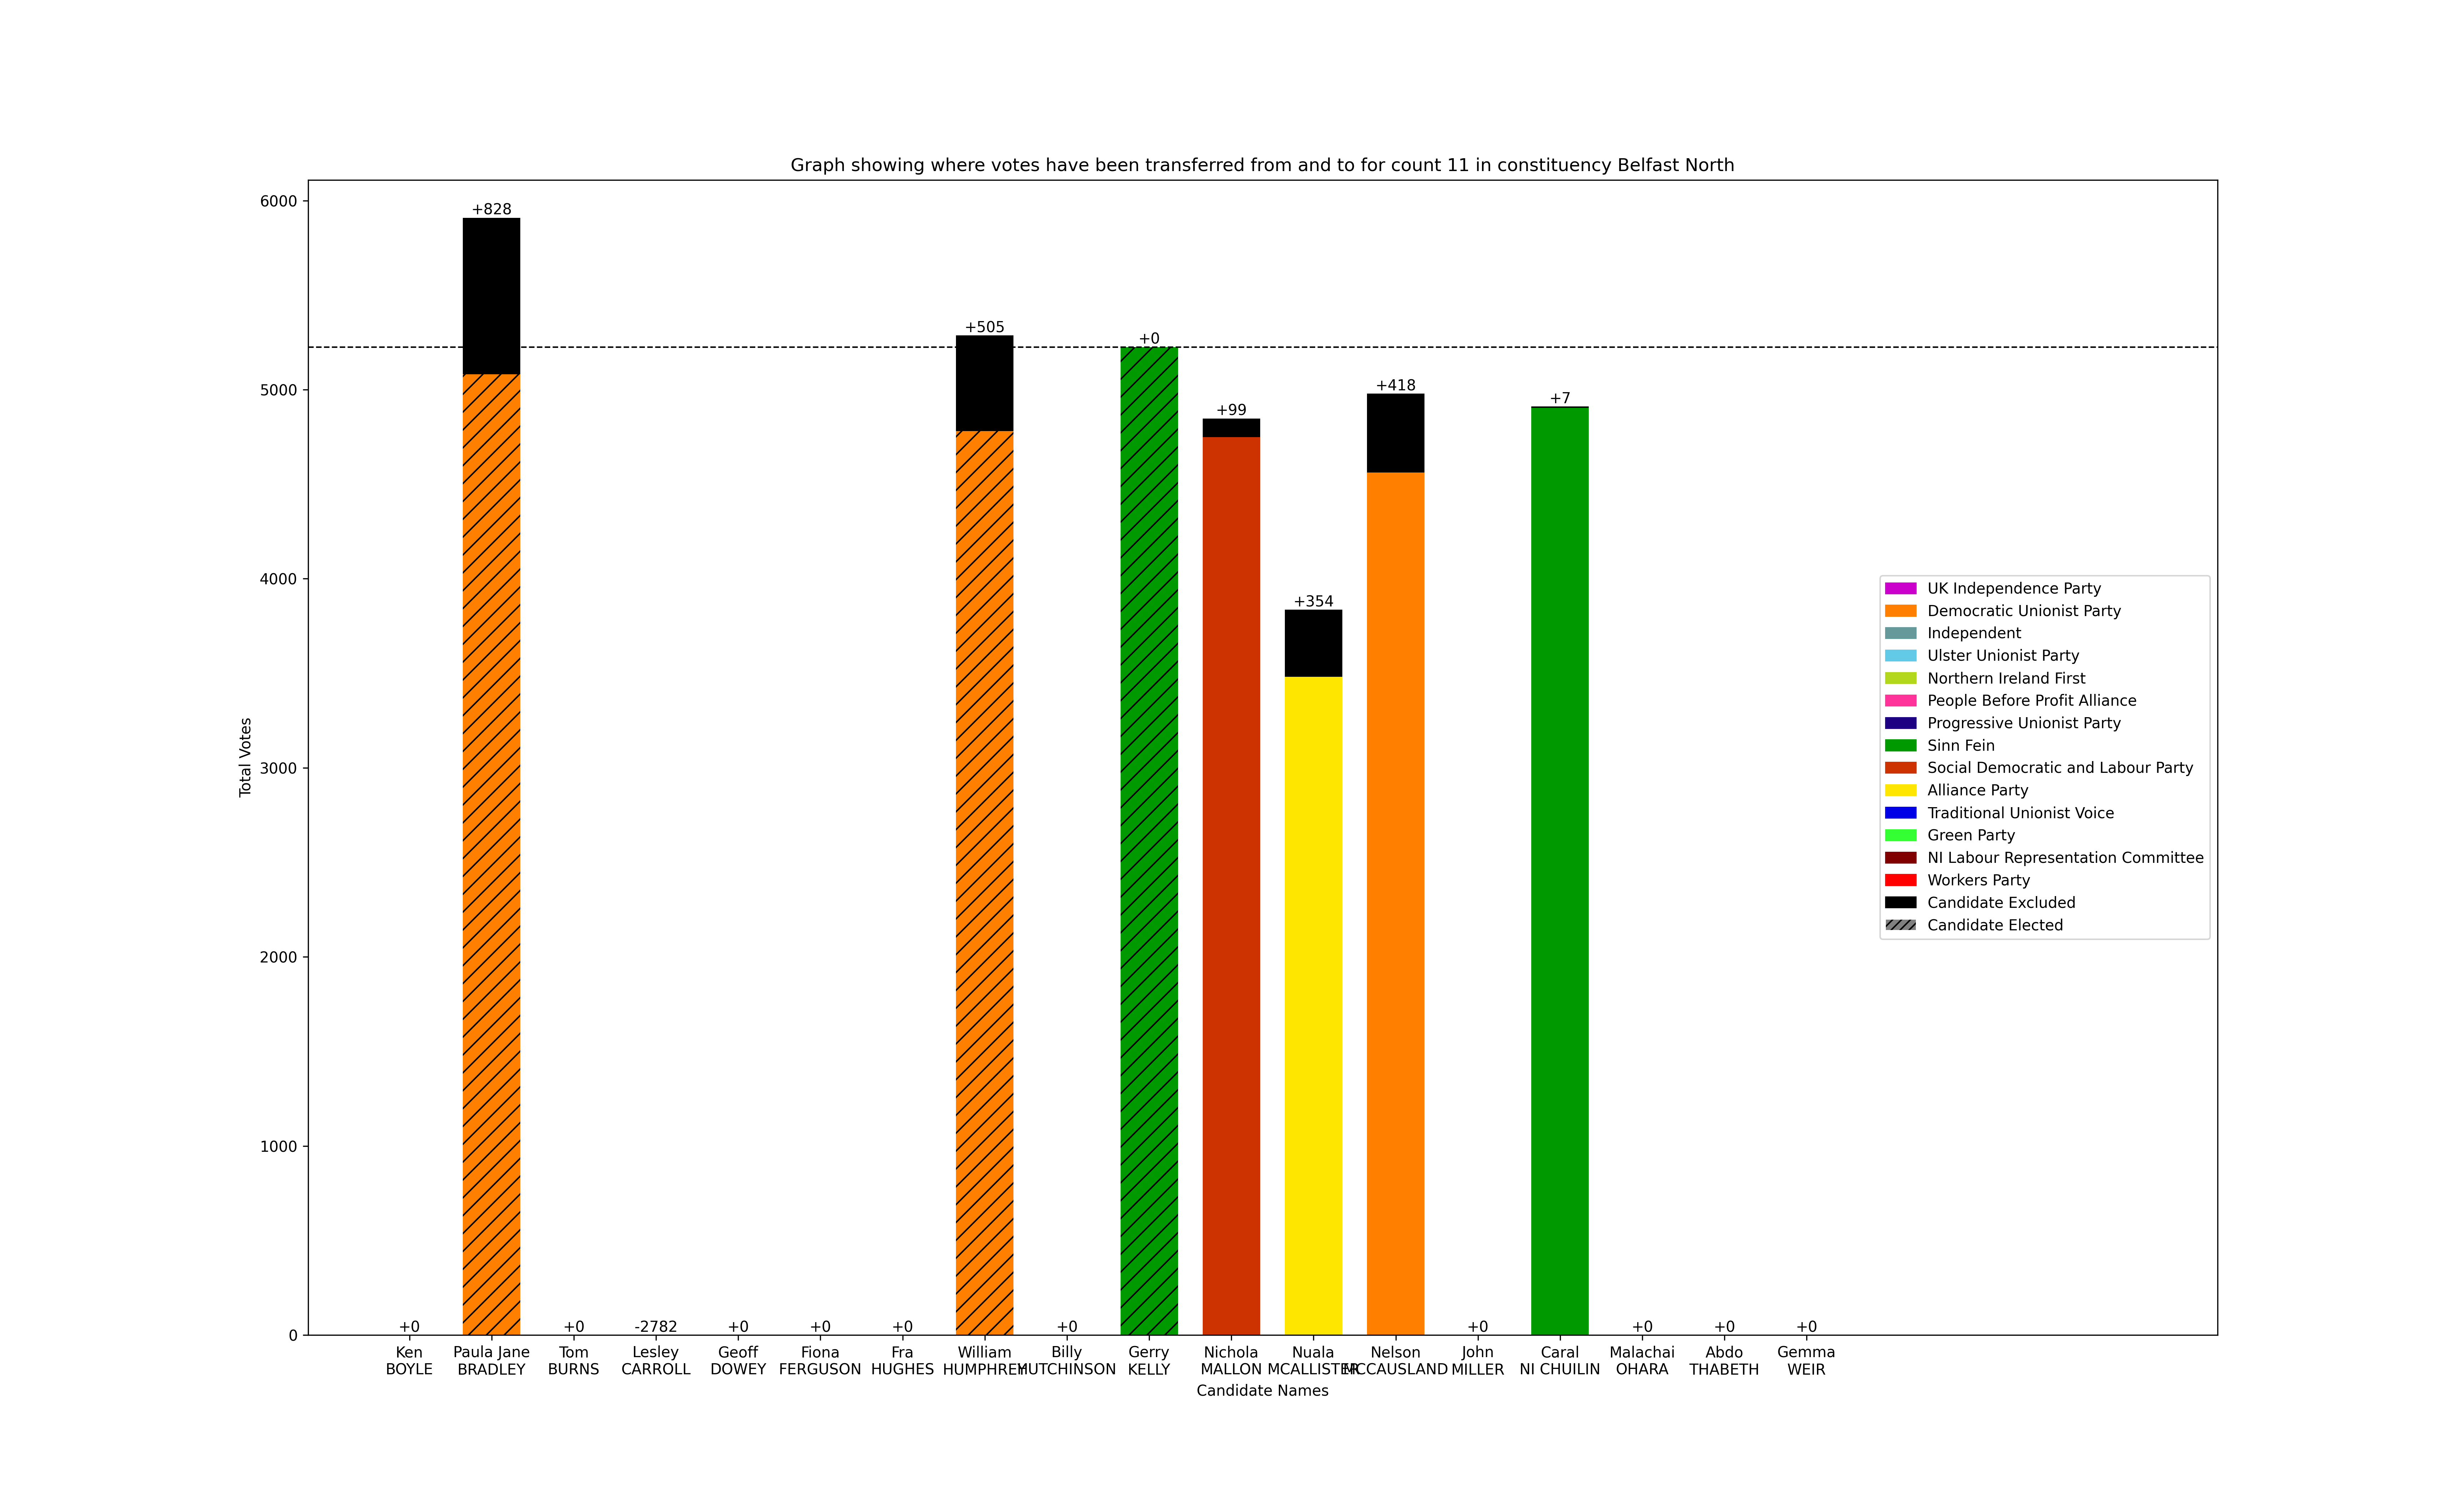 Graph showing where votes have been transferred from and to for count 11 in constituency Belfast North
6000
5000
4000
3000
2000
1000
0
Total Votes
+0
+828
+0
-2782
+0
+0
+0
+505
+0
+0
+99
+354
+418
+0
+7
+0
+0
+0
Ken
BOYLE
Paula Jane
BRADLEY
Tom
BURNS
Lesley
CARROLL
Geoff
DOWEY
Fiona
FERGUSON
Fra
HUGHES
William
HUMPHREY
Billy
HUTCHINSON
Gerry
KELLY
Nichola
MALLON
Nuala
MCALLISTER
Nelson
MCCAUSLAND
John
MILLER
Caral
NI CHUILIN
Malachai
OHARA
Abdo
THABETH
Gemma
WEIR
Candidate Names
UK Independence Party
Democratic Unionist Party
Independent
Ulster Unionist Party
Northern Ireland First
People Before Profit Alliance
Progressive Unionist Party
Sinn Fein
Social Democratic and Labour Party
Alliance Party
Traditional Unionist Voice
Green Party
NI Labour Representation Committee
Workers Party
Candidate Excluded
Candidate Elected